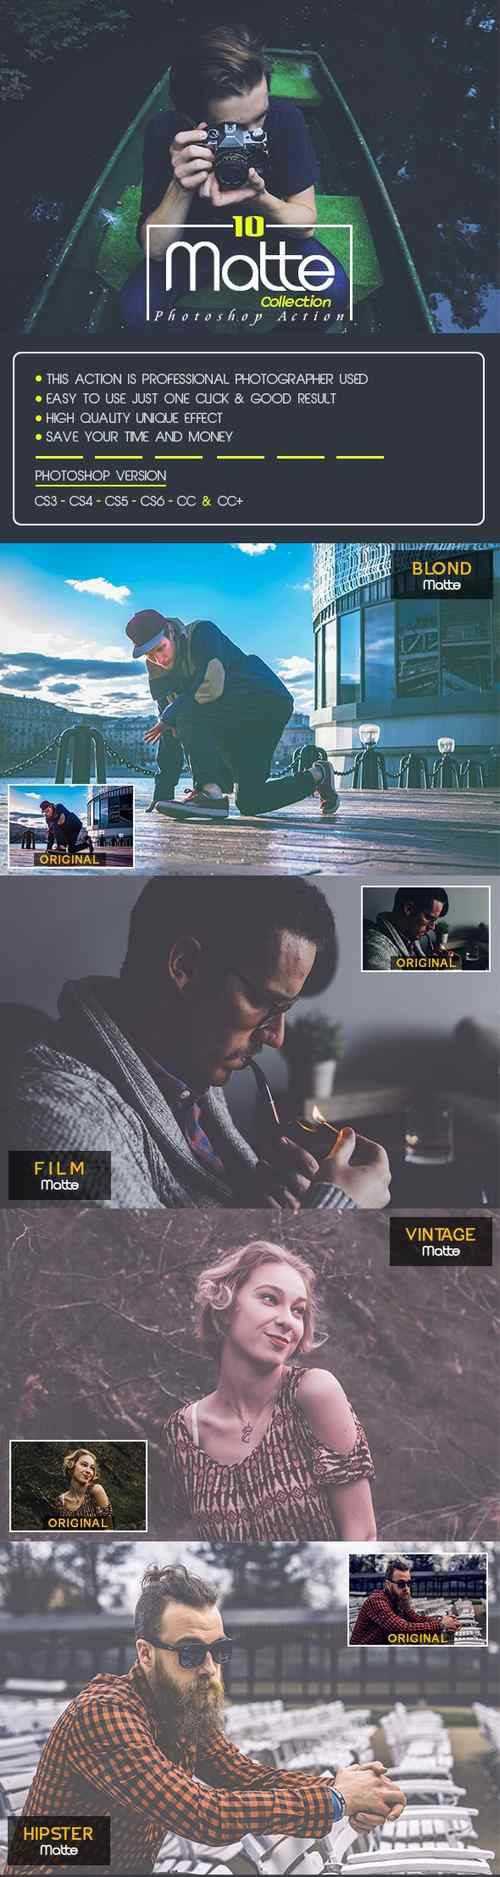 10
Matte
Collection
Photoshop Action
THIS ACTION IS PROFESSIONAL PHOTOGRAPHER USED
EASY TO USE JUST ONE CLICK & GOOD RESULT
HIGH QUALITY UNIQUE EFFECT
SAVE YOUR TIME AND MONEY
PHOTOSHOP VERSION
CS3 - CS4 - CS5 - CS6 - CC & CC+
BLOND
Matte
ORIGINAL
ORIGINAL
FILM
Matte
VINTAGE
Matte
ORIGINAL
ORIGINAL
HIPSTER
Matte